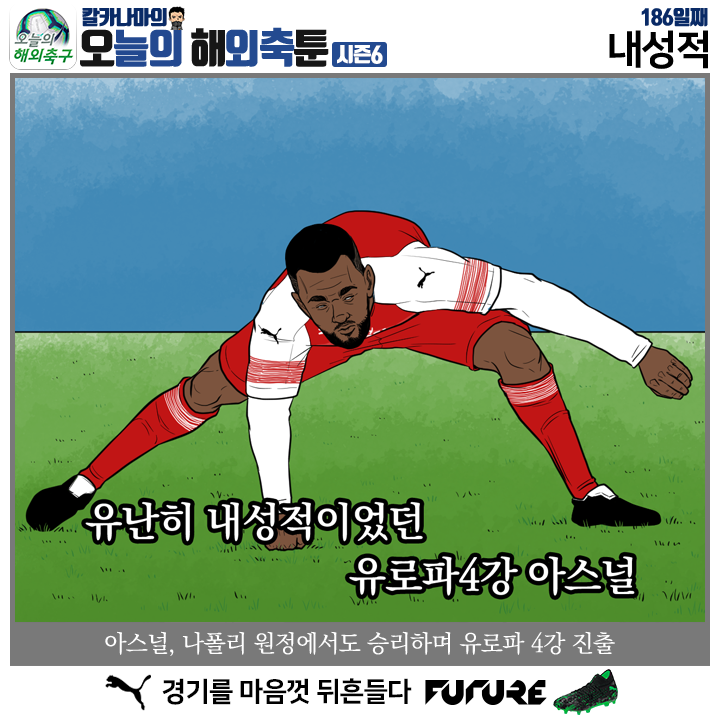 오늘의
해외축구
칼카나마의
오늘의 해외축툰
시즌6
186일째
내성적
유난히 내성적이었던
유로파4강 아스널
아스널, 나폴리 원정에서도 승리하며 유로파 4강 진출
경기를 마음껏 뒤흔들다 FUTURE